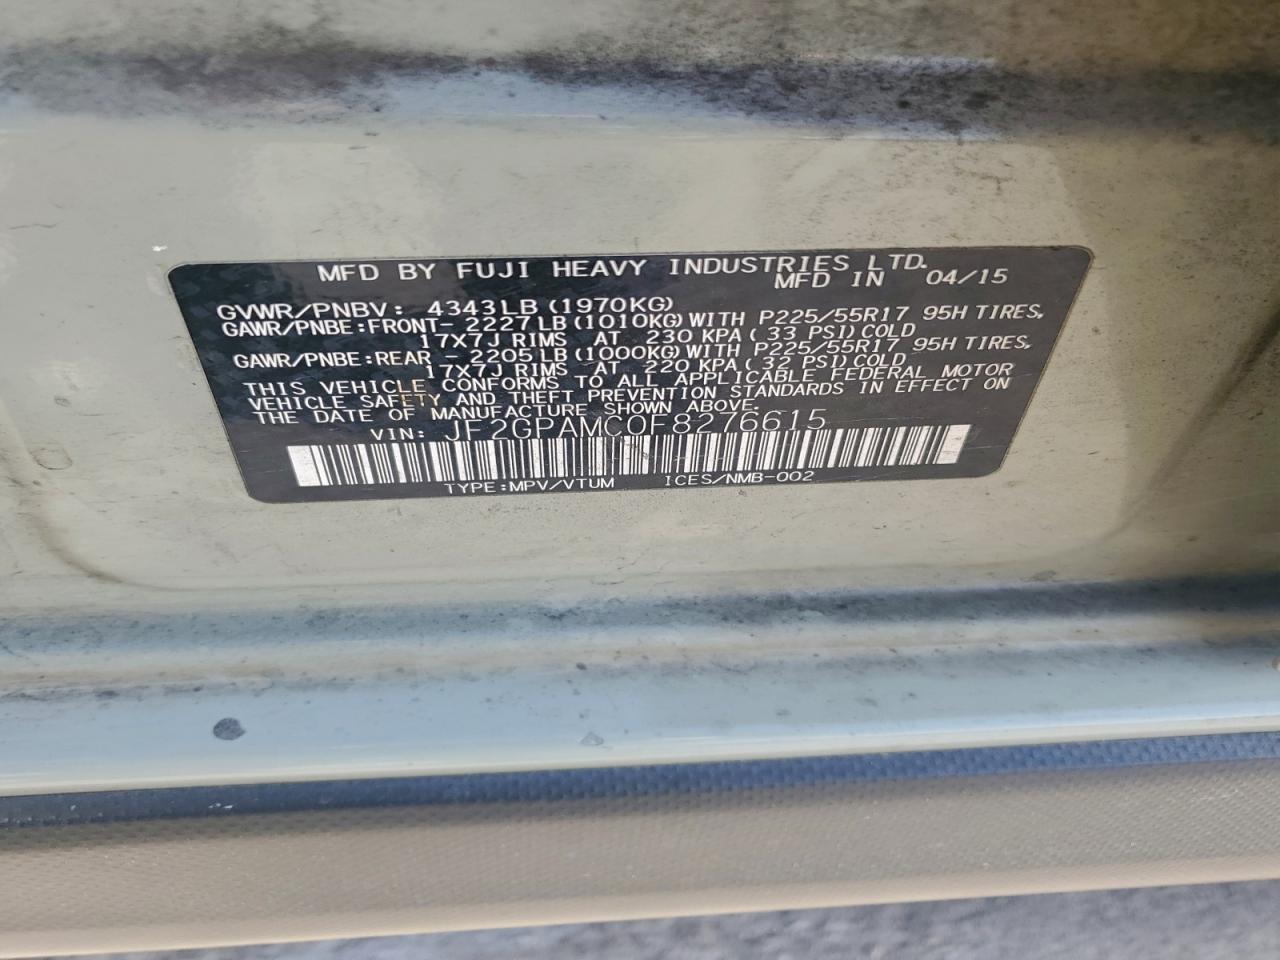 MFD BY FUJI HEAVY INDUSTRIES LTD.
MFD IN 04/15
GVWR/PNBV: 4343LB (1970KG)
GAWR/PNBE:FRONT- 2227LB (1010KG) WITH P225/55R17 95H TIRES,
17X7J RIMS AT 230 KPA ( 33 PSI) COLD
GAWR/PNBE:REAR - 2205LB (1000KG) WITH P225/55R17 95H TIRES,
17X7J RIMS AT 220 KPA ( 32 PSI) COLD
THIS VEHICLE CONFORMS TO ALL APPLICABLE FEDERAL MOTOR
VEHICLE SAFETY AND THEFT PREVENTION STANDARDS IN EFFECT ON
THE DATE OF MANUFACTURE SHOWN ABOVE.
VIN: JF2GPAMC0F8276615
TYPE:MPV/VTUM ICES/NMB-002